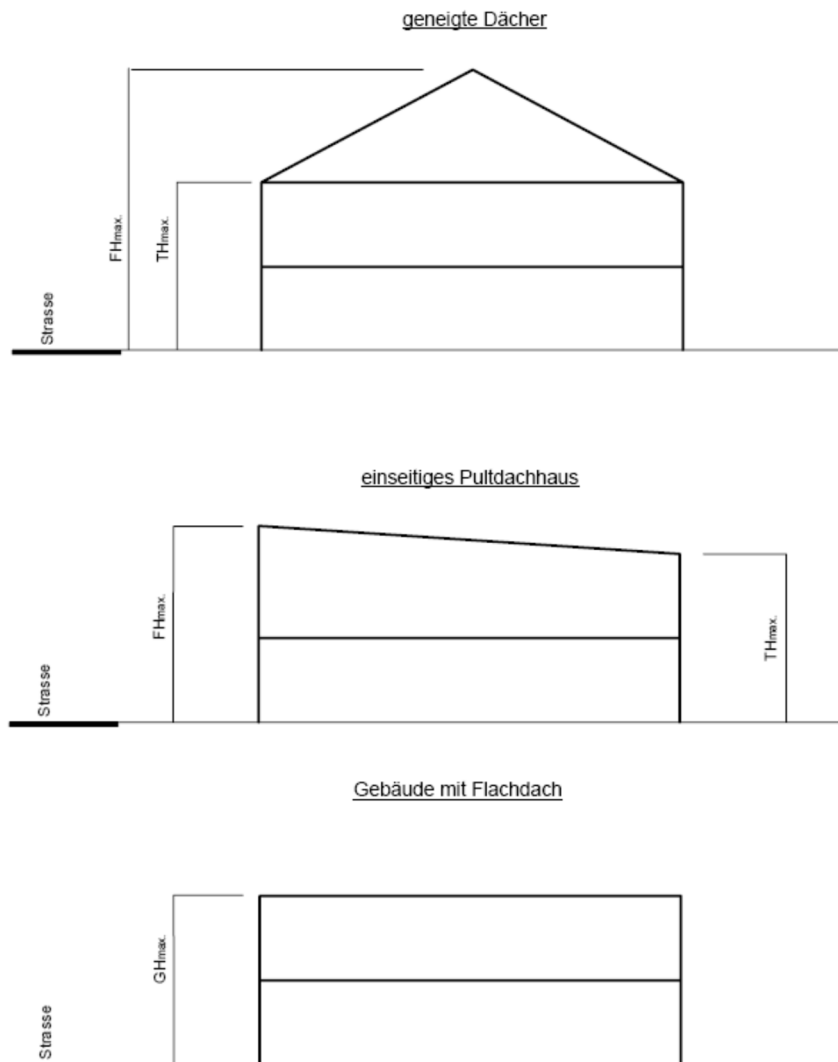 geneigte Dächer
FHmax.
THmax.
Strasse
einseitiges Pultdachhaus
FHmax.
THmax.
Strasse
Gebäude mit Flachdach
GHmax.
Strasse